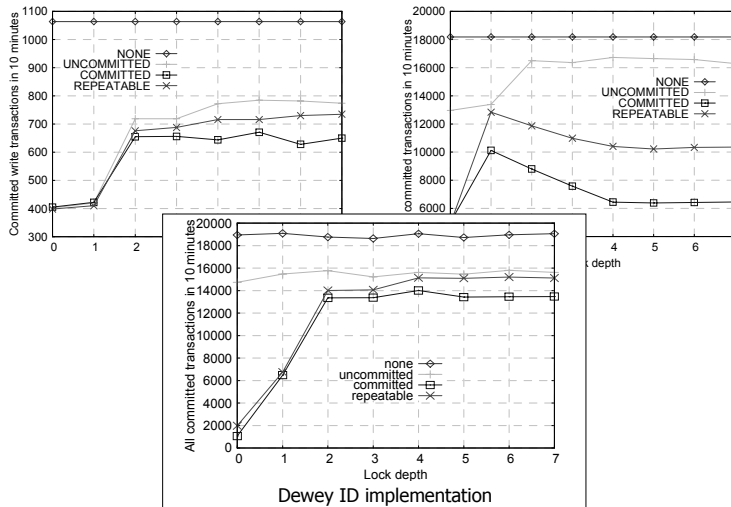 1100
1000
900
800
700
600
500
400
300
Committed write transactions in 10 minutes
NONE
UNCOMMITTED
COMMITTED
REPEATABLE
0
1
20000
18000
16000
14000
12000
10000
8000
6000
committed transactions in 10 minutes
NONE
UNCOMMITTED
COMMITTED
REPEATABLE
4
5
6
k depth
20000
18000
16000
14000
12000
10000
8000
6000
4000
2000
0
All committed transactions in 10 minutes
none
uncommitted
committed
repeatable
0 1 2 3 4 5 6 7
Lock depth
Dewey ID implementation